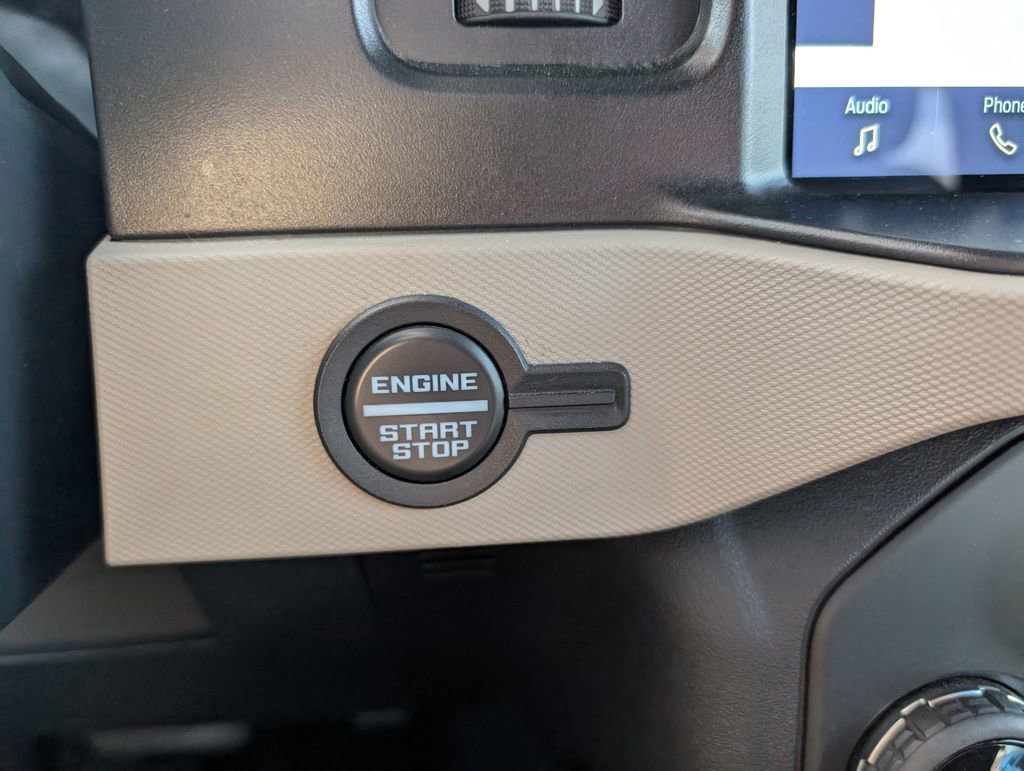 Audio
Phone
ENGINE
START
STOP